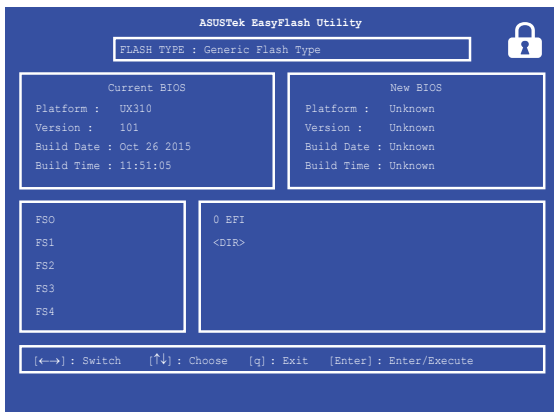 ASUSTek EasyFlash Utility
FLASH TYPE : Generic Flash Type
Current BIOS
Platform : UX310
Version : 101
Build Date : Oct 26 2015
Build Time : 11:51:05
New BIOS
Platform : Unknown
Version : Unknown
Build Date : Unknown
Build Time : Unknown
FSO
FS1
FS2
FS3
FS4
0 EFI
<DIR>
[←→] : Switch [↑↓] : Choose [q] : Exit [Enter] : Enter/Execute